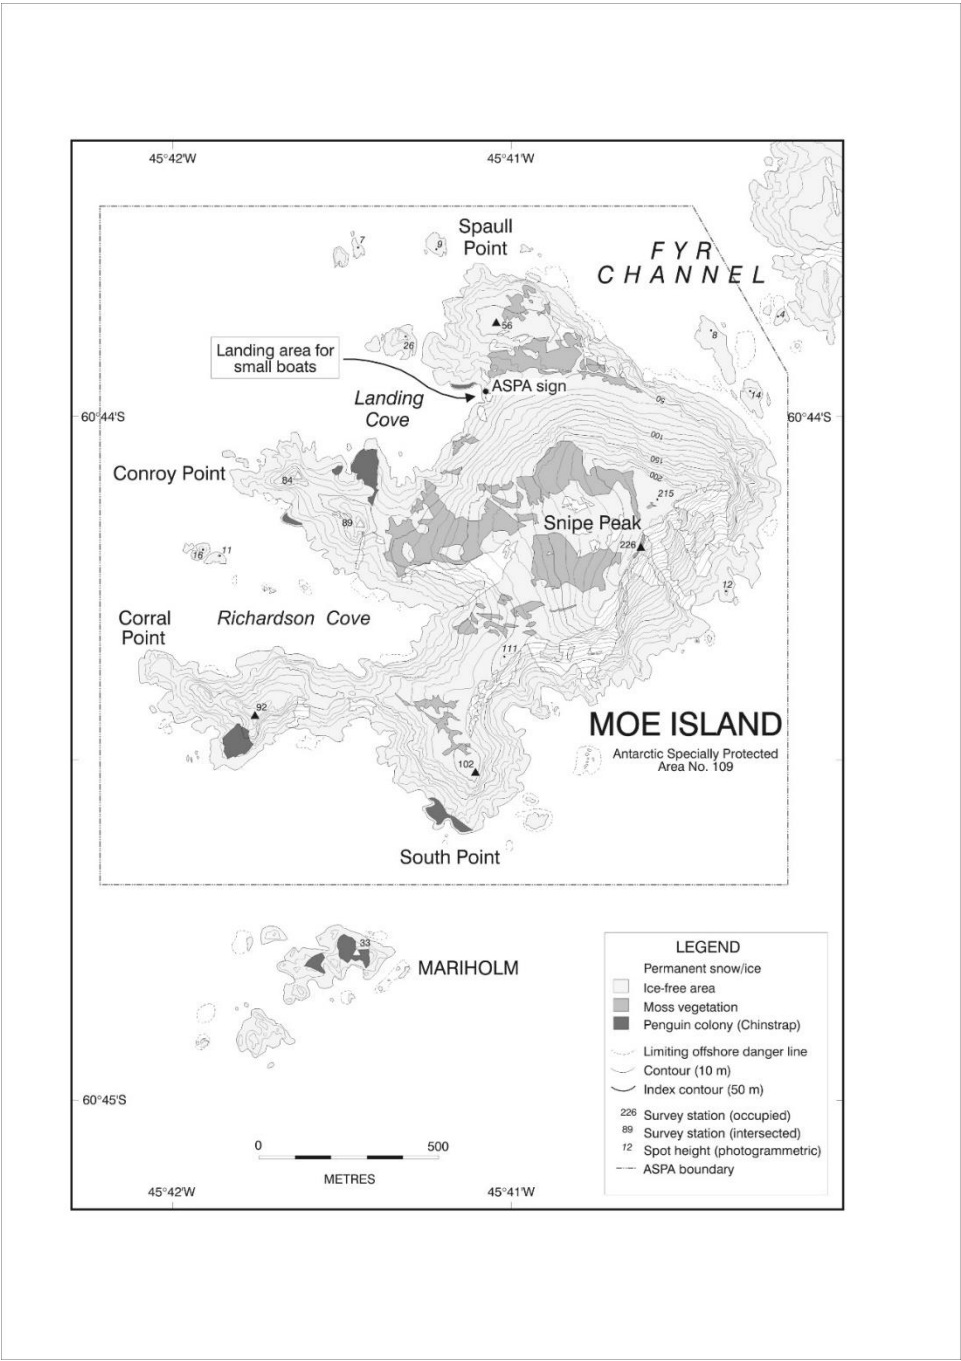 45°42'W
45°41'W
Spaull
Point
FYR
CHANNEL
7
9
4
8
56
26
Landing area for
small boats
ASPA sign
14
Landing
Cove
50
60°44'S
60°44'S
100
150
200
215
Conroy Point
84
89
Snipe Peak
226
16
11
12
Corral
Point
Richardson Cove
111
92
MOE ISLAND
Antarctic Specially Protected
Area No. 109
102
South Point
33
MARIHOLM
LEGEND
Permanent snow/ice
Ice-free area
Moss vegetation
Penguin colony (Chinstrap)
Limiting offshore danger line
Contour (10 m)
Index contour (50 m)
226 Survey station (occupied)
89 Survey station (intersected)
12 Spot height (photogrammetric)
ASPA boundary
60°45'S
0
500
METRES
45°42'W
45°41'W